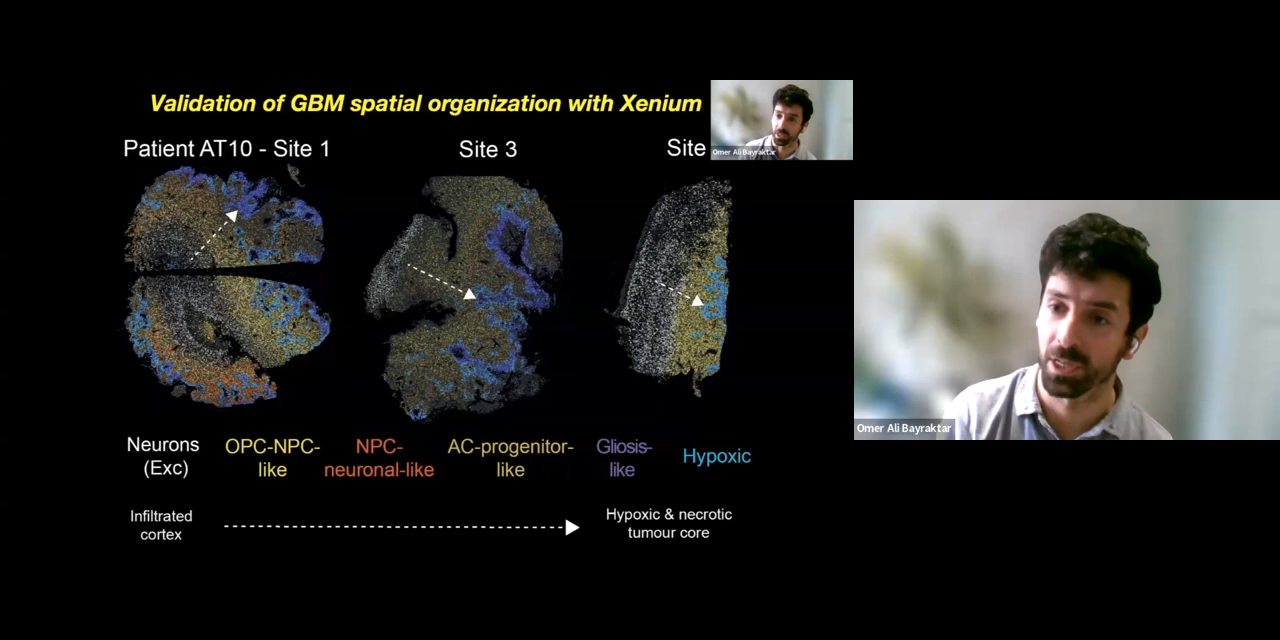 Validation of GBM spatial organization with Xenium
Omer Ali Bayraktar
Patient AT10 - Site 1
Site 3
Site
Omer Ali Bayraktar
Neurons
(Exc)
OPC-NPC-
like
NPC-
neuronal-like
AC-progenitor-
like
Gliosis-
like
Hypoxic
Infiltrated
cortex
Hypoxic & necrotic
tumour core